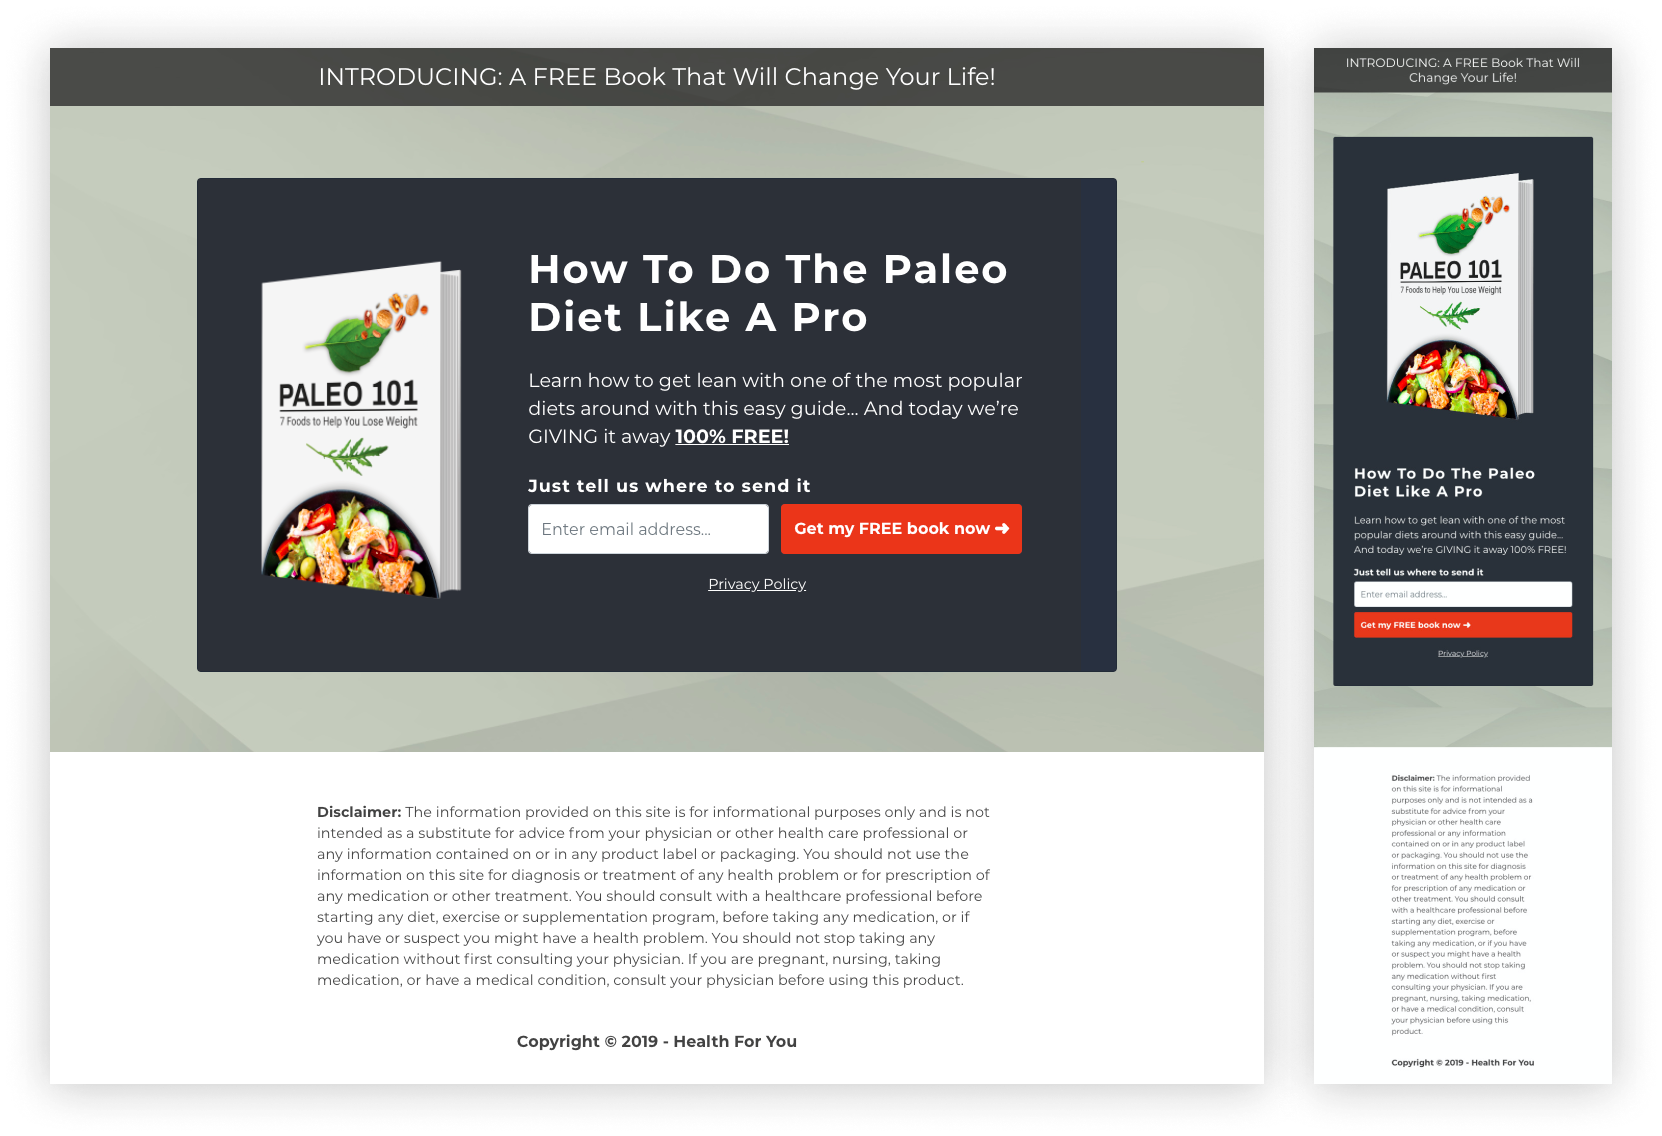 INTRODUCING: A FREE Book That Will Change Your Life!
PALEO 101
7 Foods to Help You Lose Weight
How To Do The Paleo
Diet Like A Pro
Learn how to get lean with one of the most popular
diets around with this easy guide... And today we're
GIVING it away 100% FREE!
Just tell us where to send it
Enter email address...
Get my FREE book now ➜
Privacy Policy
Disclaimer: The information provided on this site is for informational purposes only and is not
intended as a substitute for advice from your physician or other health care professional or
any information contained on or in any product label or packaging. You should not use the
information on this site for diagnosis or treatment of any health problem or for prescription of
any medication or other treatment. You should consult with a healthcare professional before
starting any diet, exercise or supplementation program, before taking any medication, or if
you have or suspect you might have a health problem. You should not stop taking any
medication without first consulting your physician. If you are pregnant, nursing, taking
medication, or have a medical condition, consult your physician before using this product.
Copyright © 2019 - Health For You
INTRODUCING: A FREE Book That Will
Change Your Life!
PALEO 101
7 Foods to Help You Lose Weight
How To Do The Paleo
Diet Like A Pro
Learn how to get lean with one of the most
popular diets around with this easy guide...
And today we're GIVING it away 100% FREE!
Just tell us where to send it
Enter email address...
Get my FREE book now ➜
Privacy Policy
Disclaimer: The information provided
on this site is for informational
purposes only and is not intended as a
substitute for advice from your
physician or other health care
professional or any information
contained on or in any product label
or packaging. You should not use the
information on this site for diagnosis
or treatment of any health problem or
for prescription of any medication or
other treatment. You should consult
with a healthcare professional before
starting any diet, exercise or
supplementation program, before
taking any medication, or if you have
or suspect you might have a health
problem. You should not stop taking
any medication without first
consulting your physician. If you are
pregnant, nursing, taking medication,
or have a medical condition, consult
your physician before using this
product.
Copyright © 2019 - Health For You